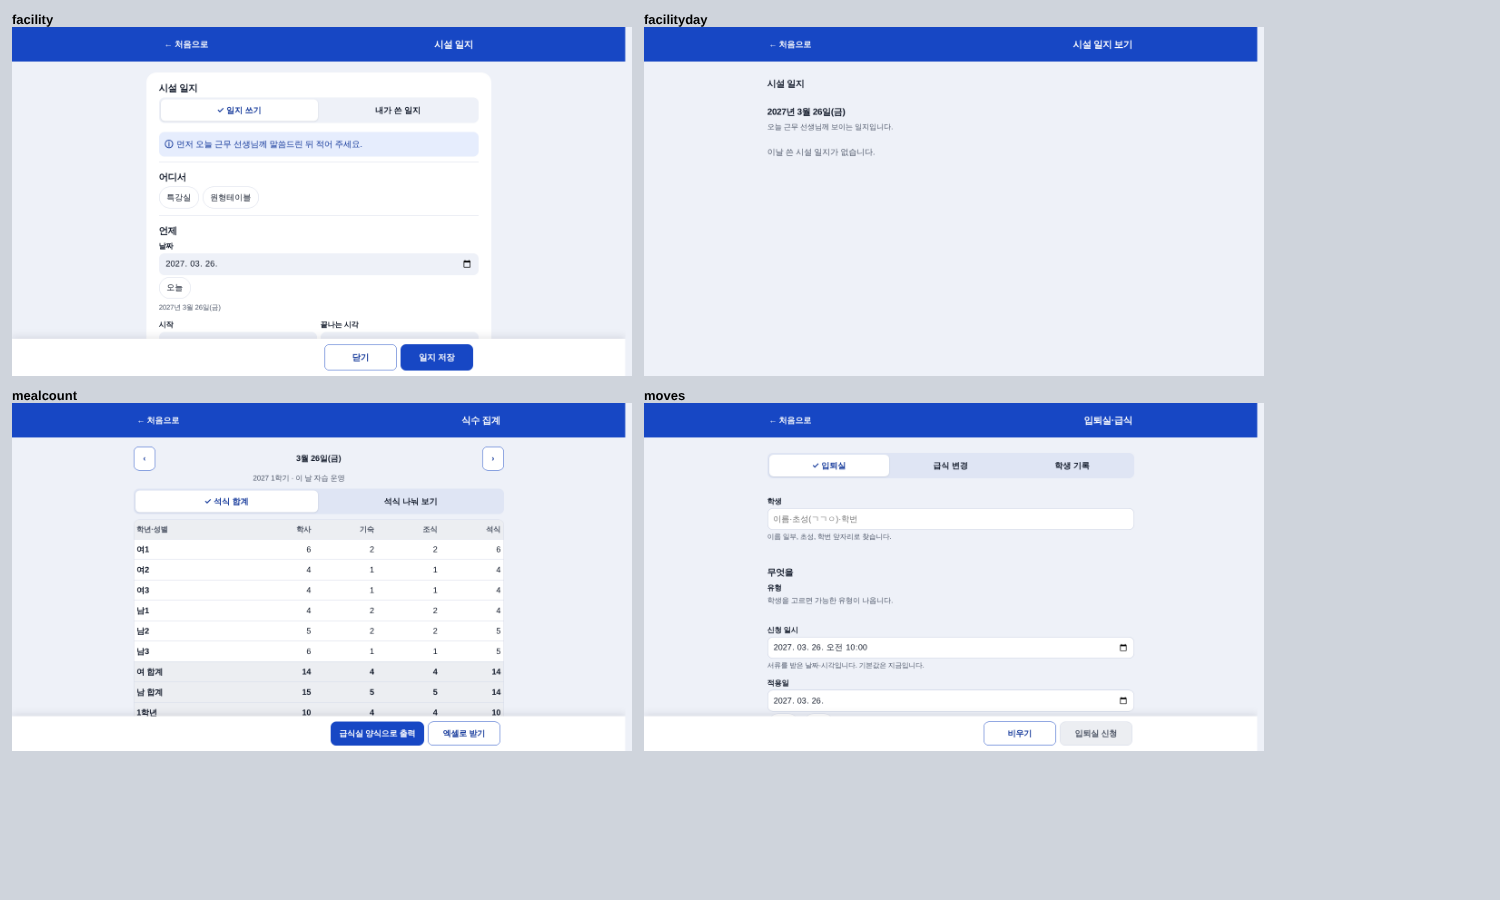 facility
← 처음으로
시설 일지
시설 일지
✓ 일지 쓰기
내가 쓴 일지
ⓘ 먼저 오늘 근무 선생님께 말씀드린 뒤 적어 주세요.
어디서
특강실
원형테이블
언제
날짜
2027. 03. 26.
오늘
2027년 3월 26일(금)
시작
끝나는 시각
닫기
일지 저장
facilityday
← 처음으로
시설 일지 보기
시설 일지
2027년 3월 26일(금)
오늘 근무 선생님께 보이는 일지입니다.
이날 쓴 시설 일지가 없습니다.
mealcount
← 처음으로
식수 집계
‹
3월 26일(금)
›
2027 1학기 · 이 날 자습 운영
✓ 석식 합계
석식 나눠 보기
학년·성별 학사 기숙 조식 석식
여1 6 2 2 6
여2 4 1 1 4
여3 4 1 1 4
남1 4 2 2 4
남2 5 2 2 5
남3 6 1 1 5
여 합계 14 4 4 14
남 합계 15 5 5 14
1학년 10 4 4 10
급식실 양식으로 출력
엑셀로 받기
moves
← 처음으로
입퇴실·급식
✓ 입퇴실
급식 변경
학생 기록
학생
이름·초성(ㄱㄱㅇ)·학번
이름 일부, 초성, 학번 앞자리로 찾습니다.
무엇을
유형
학생을 고르면 가능한 유형이 나옵니다.
신청 일시
2027. 03. 26. 오전 10:00
서류를 받은 날짜·시각입니다. 기본값은 지금입니다.
적용일
2027. 03. 26.
비우기
입퇴실 신청